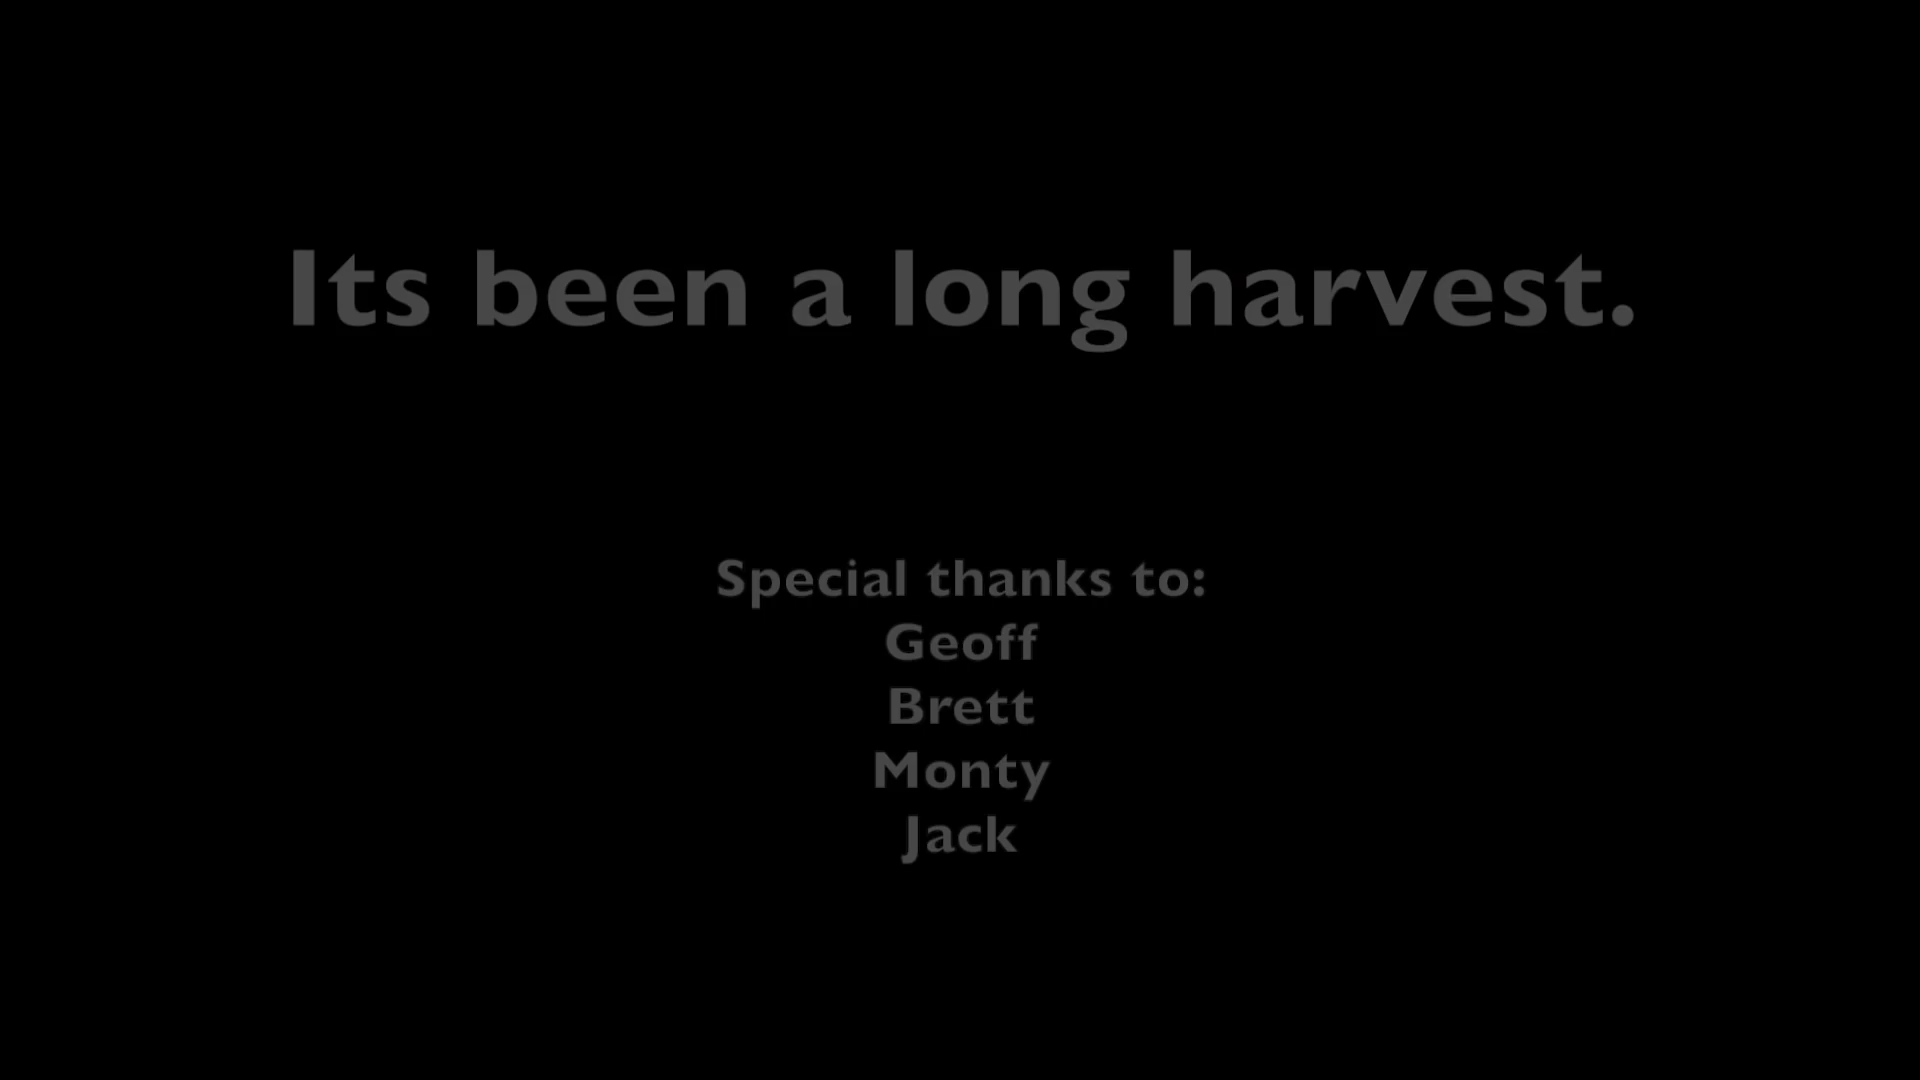 Its been a long harvest.
Special thanks to:
Geoff
Brett
Monty
Jack